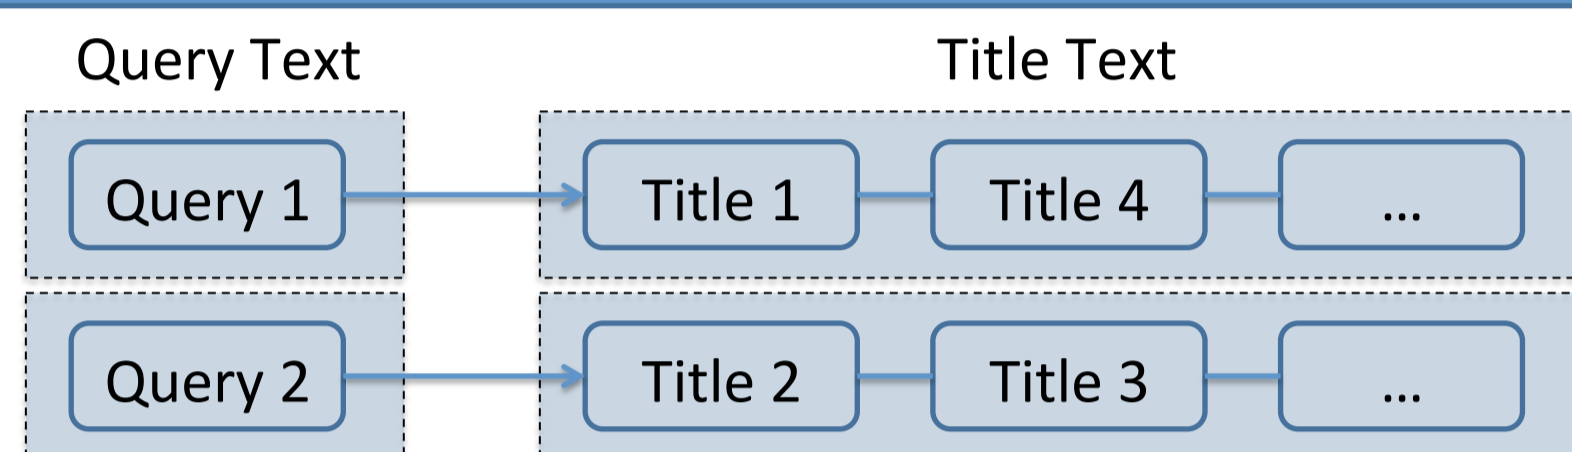 Query Text Title Text
Query 1 Title 1 Title 4 ...
Query 2 Title 2 Title 3 ...